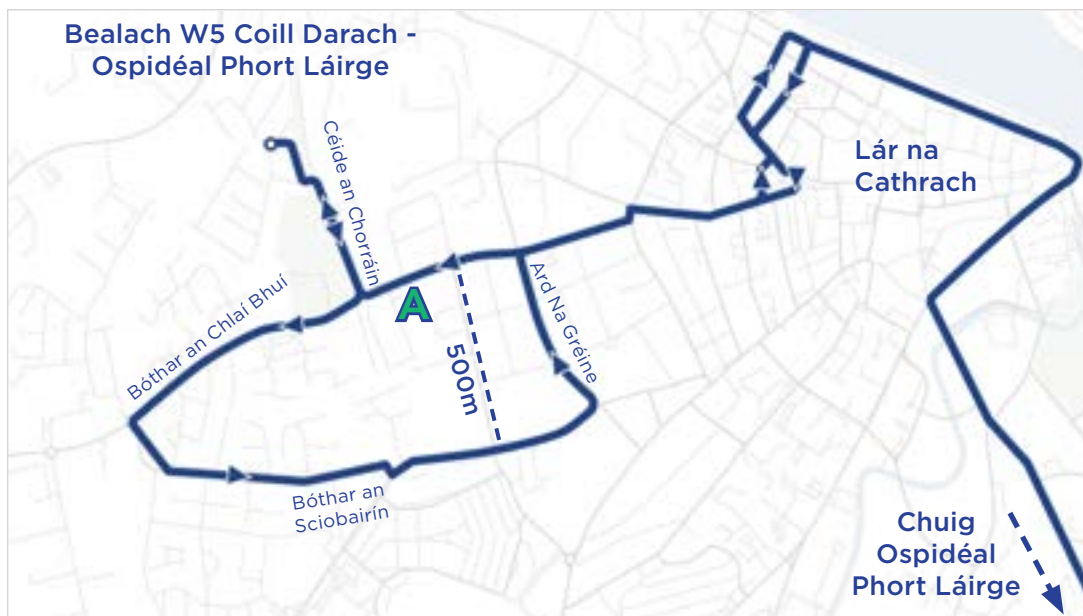 Bealach W5 Coill Darach -
Ospidéal Phort Láirge
Céide an Chorráin
Lár na
Cathrach
A
Ard Na Gréine
Bóthar an Chlaí Bhuí
500m
Bóthar an
Sciobairín
Chuig
Ospidéal
Phort Láirge